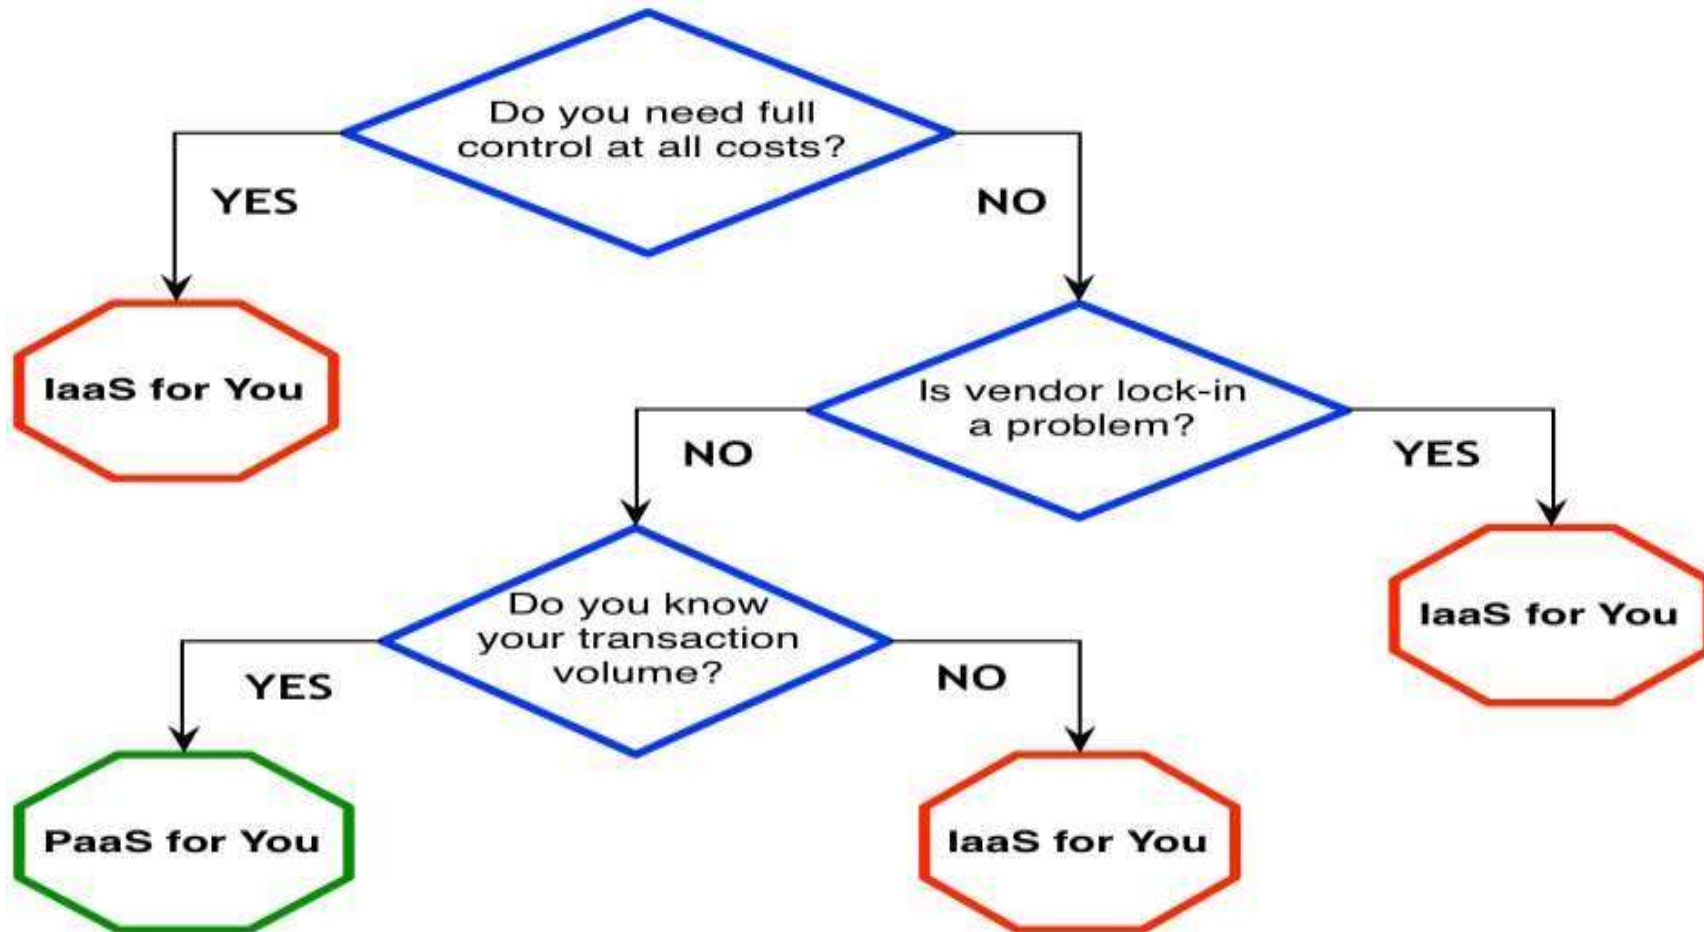 Do you need full
control at all costs?
YES
NO
IaaS for You
Is vendor lock-in
a problem?
NO
YES
Do you know
your transaction
volume?
IaaS for You
YES
NO
PaaS for You
IaaS for You